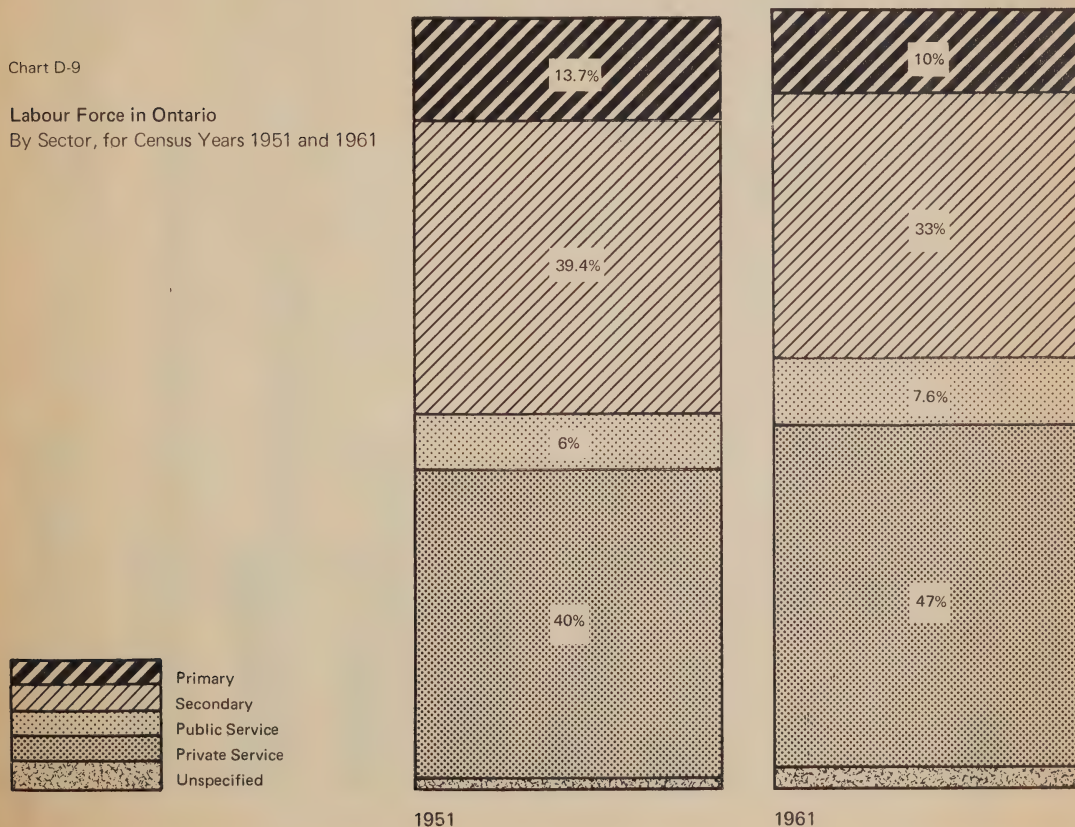 Chart D-9
Labour Force in Ontario
By Sector, for Census Years 1951 and 1961
13.7%
39.4%
6%
40%
1951
10%
33%
7.6%
47%
1961
Primary
Secondary
Public Service
Private Service
Unspecified